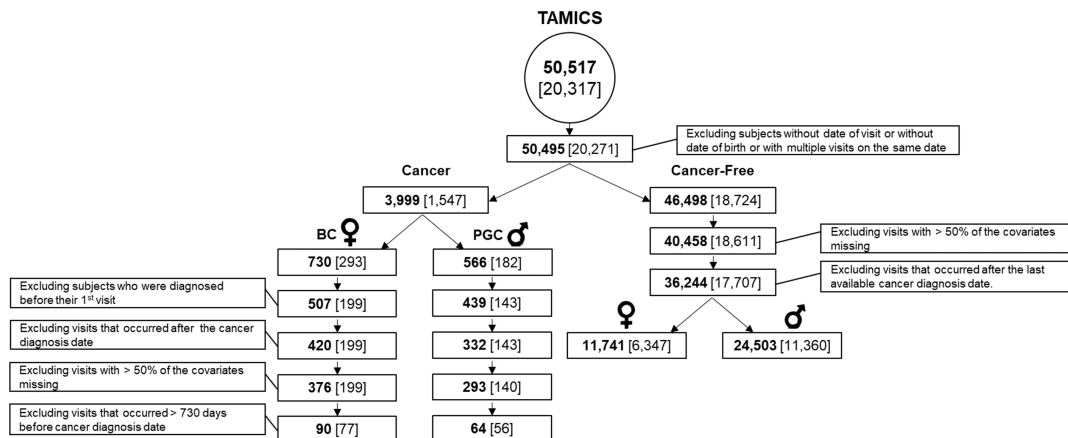 TAMICS
50,517
[20,317]
50,495 [20,271]
Excluding subjects without date of visit or without
date of birth or with multiple visits on the same date
Cancer
3,999 [1,547]
Cancer-Free
46,498 [18,724]
40,458 [18,611]
Excluding visits with > 50% of the covariates
missing
36,244 [17,707]
Excluding visits that occurred after the last
available cancer diagnosis date.
♀
11,741 [6,347]
♂
24,503 [11,360]
BC ♀
730 [293]
PGC ♂
566 [182]
Excluding subjects who were diagnosed
before their 1st visit
507 [199]
439 [143]
Excluding visits that occurred after the cancer
diagnosis date
420 [199]
332 [143]
Excluding visits with > 50% of the covariates
missing
376 [199]
293 [140]
Excluding visits that occurred > 730 days
before cancer diagnosis date
90 [77]
64 [56]